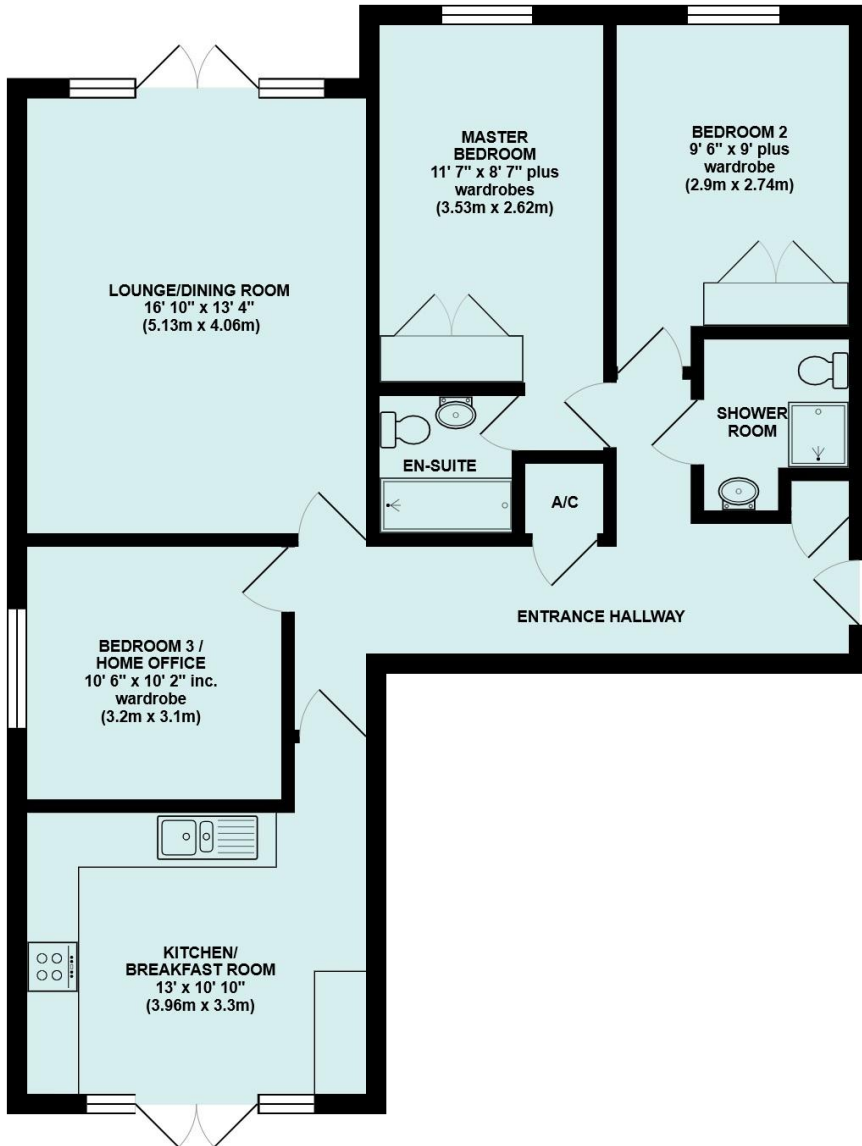 MASTER
BEDROOM
11' 7" x 8' 7" plus
wardrobes
(3.53m x 2.62m)
BEDROOM 2
9' 6" x 9' plus
wardrobe
(2.9m x 2.74m)
LOUNGE/DINING ROOM
16' 10" x 13' 4"
(5.13m x 4.06m)
SHOWER
ROOM
EN-SUITE
A/C
ENTRANCE HALLWAY
BEDROOM 3 /
HOME OFFICE
10' 6" x 10' 2" inc.
wardrobe
(3.2m x 3.1m)
KITCHEN/
BREAKFAST ROOM
13' x 10' 10"
(3.96m x 3.3m)